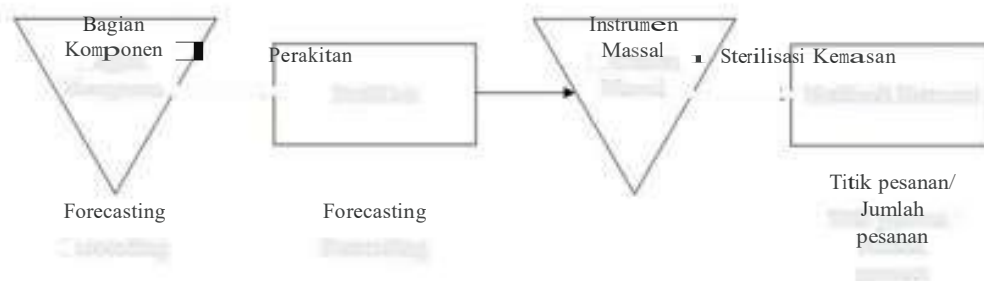 Bagian
Komponen
Perakitan
Instrumen
Massal
Sterilisasi Kemasan
Forecasting
Forecasting
Titik pesanan/
Jumlah
pesanan